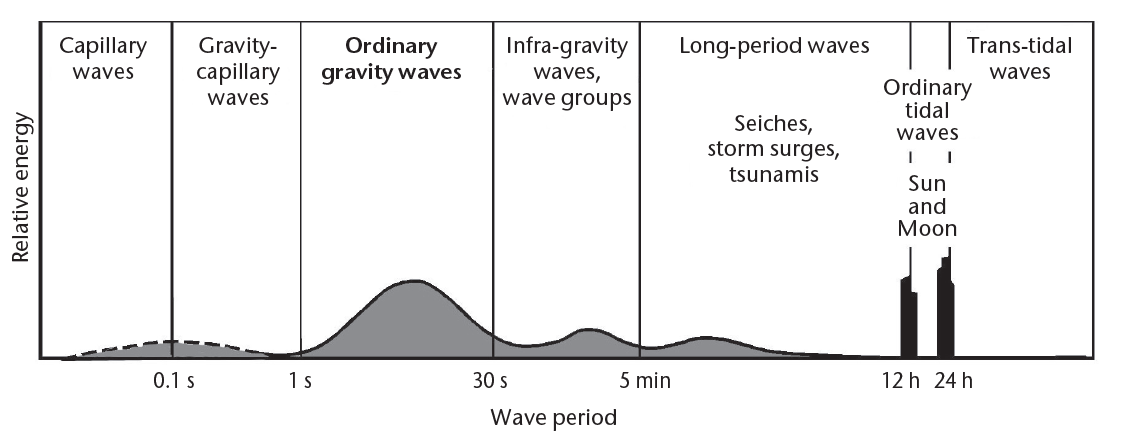 Capillary
waves
Gravity-
capillary
waves
Ordinary
gravity waves
Infra-gravity
waves,
wave groups
Long-period waves
Seiches,
storm surges,
tsunamis
Ordinary
tidal
waves
Sun
and
Moon
Trans-tidal
waves
Relative energy
0.1 s
1 s
30 s
5 min
12 h
24 h
Wave period